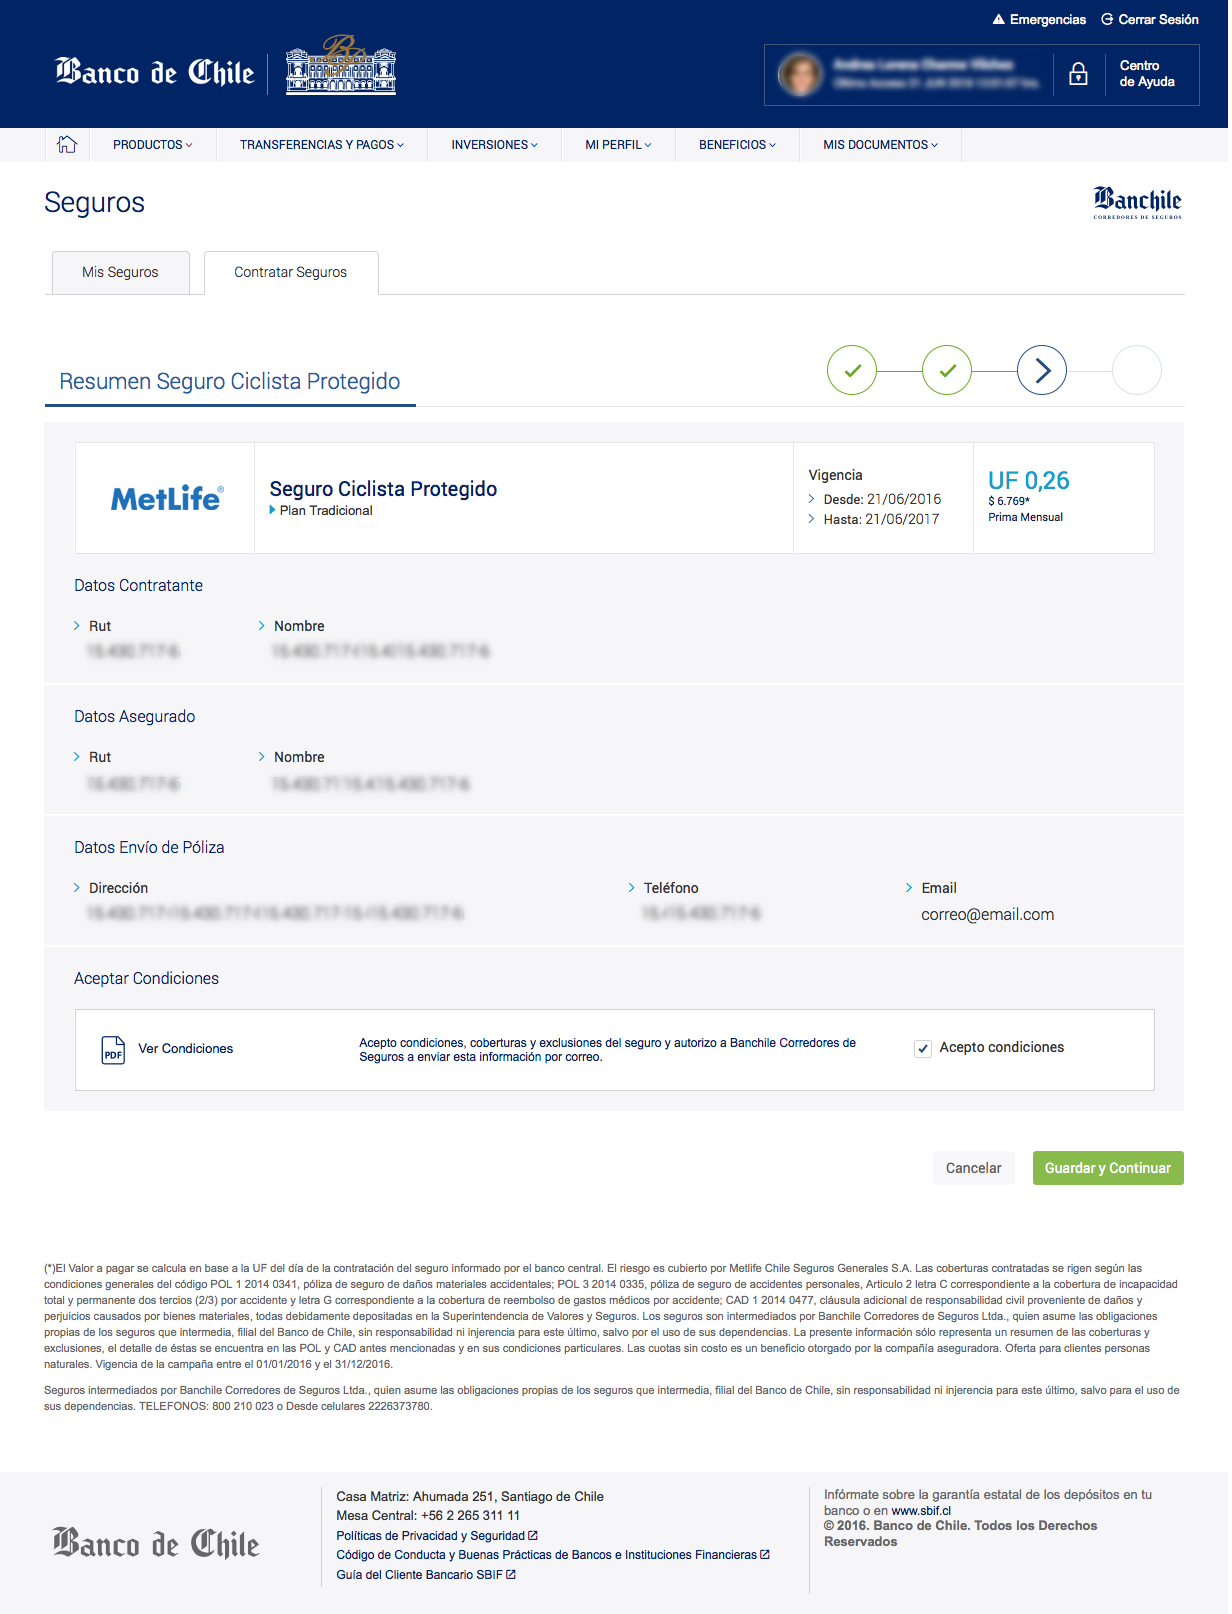 Emergencias Cerrar Sesión
Banco de Chile
Centro
de Ayuda
PRODUCTOS TRANSFERENCIAS Y PAGOS INVERSIONES MI PERFIL BENEFICIOS MIS DOCUMENTOS
Seguros
Banchile
CORREDORES DE SEGUROS
Mis Seguros Contratar Seguros
Resumen Seguro Ciclista Protegido
MetLife®
Seguro Ciclista Protegido
Plan Tradicional
Vigencia
Desde: 21/06/2016
Hasta: 21/06/2017
UF 0,26
$ 6.769*
Prima Mensual
Datos Contratante
Rut Nombre
Datos Asegurado
Rut Nombre
Datos Envío de Póliza
Dirección Teléfono Email
correo@email.com
Aceptar Condiciones
PDF Ver Condiciones
Acepto condiciones, coberturas y exclusiones del seguro y autorizo a Banchile Corredores de
Seguros a enviar esta información por correo.
Acepto condiciones
Cancelar Guardar y Continuar
(*)El Valor a pagar se calcula en base a la UF del día de la contratación del seguro informado por el banco central. El riesgo es cubierto por Metlife Chile Seguros Generales S.A. Las coberturas contratadas se rigen según las
condiciones generales del código POL 1 2014 0341, póliza de seguro de daños materiales accidentales; POL 3 2014 0335, póliza de seguro de accidentes personales, Articulo 2 letra C correspondiente a la cobertura de incapacidad
total y permanente dos tercios (2/3) por accidente y letra G correspondiente a la cobertura de reembolso de gastos médicos por accidente; CAD 1 2014 0477, cláusula adicional de responsabilidad civil proveniente de daños y
perjuicios causados por bienes materiales, todas debidamente depositadas en la Superintendencia de Valores y Seguros. Los seguros son intermediados por Banchile Corredores de Seguros Ltda., quien asume las obligaciones
propias de los seguros que intermedia, filial del Banco de Chile, sin responsabilidad ni injerencia para este último, salvo por el uso de sus dependencias. La presente información sólo representa un resumen de las coberturas y
exclusiones, el detalle de éstas se encuentra en las POL y CAD antes mencionadas y en sus condiciones particulares. Las cuotas sin costo es un beneficio otorgado por la compañía aseguradora. Oferta para clientes personas
naturales. Vigencia de la campaña entre el 01/01/2016 y el 31/12/2016.
Seguros intermediados por Banchile Corredores de Seguros Ltda., quien asume las obligaciones propias de los seguros que intermedia, filial del Banco de Chile, sin responsabilidad ni injerencia para este último, salvo para el uso de
sus dependencias. TELEFONOS: 800 210 023 o Desde celulares 2226373780.
Banco de Chile
Casa Matriz: Ahumada 251, Santiago de Chile
Mesa Central: +56 2 265 311 11
Políticas de Privacidad y Seguridad
Código de Conducta y Buenas Prácticas de Bancos e Instituciones Financieras
Guía del Cliente Bancario SBIF
Infórmate sobre la garantía estatal de los depósitos en tu
banco o en www.sbif.cl
© 2016. Banco de Chile. Todos los Derechos
Reservados